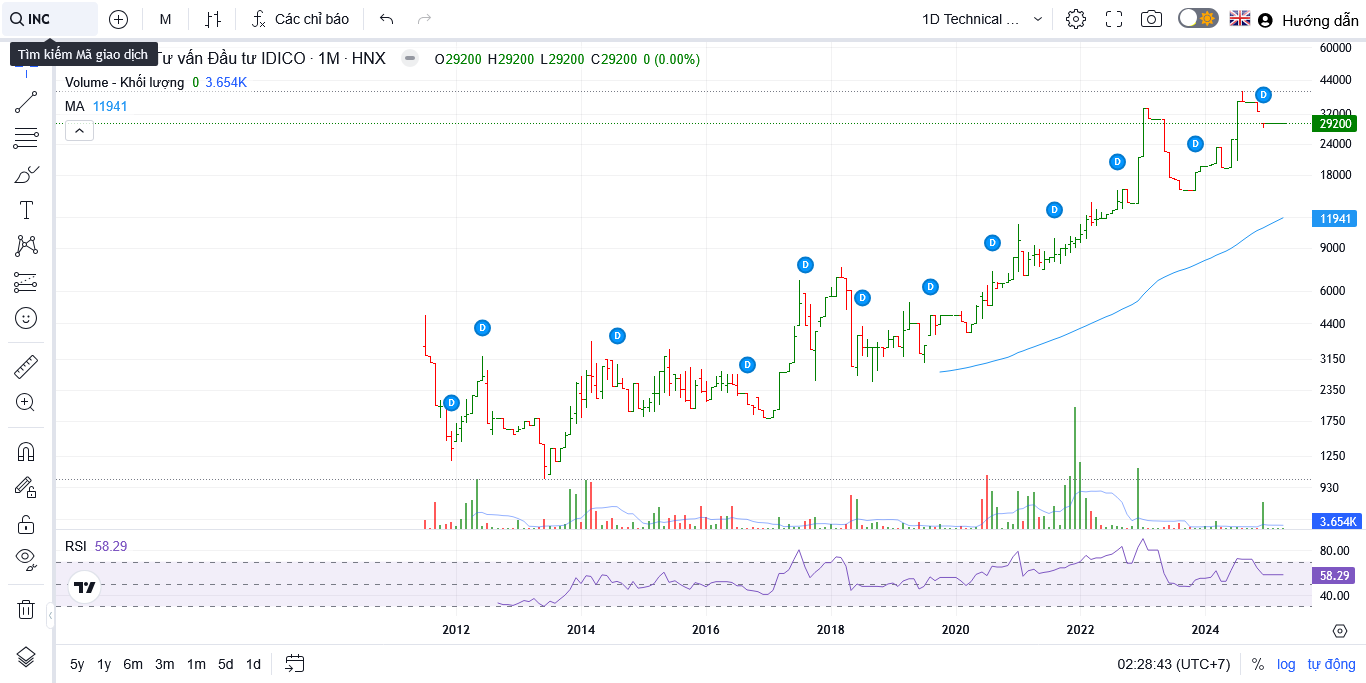 INC
M
Các chỉ báo
1D Technical ...
Hướng dẫn
Tìm kiếm Mã giao dịch
Tư vấn Đầu tư IDICO · 1M · HNX
O29200 H29200 L29200 C29200 0 (0.00%)
Volume - Khối lượng 0 3.654K
MA 11941
60000
44000
32000
29200
24000
18000
11941
9000
6000
4400
3150
2350
1750
1250
930
3.654K
D
D
D
D
D
D
D
D
D
D
D
D
D
RSI 58.29
80.00
58.29
40.00
2012
2014
2016
2018
2020
2022
2024
5y 1y 6m 3m 1m 5d 1d
02:28:43 (UTC+7)
% log tự động